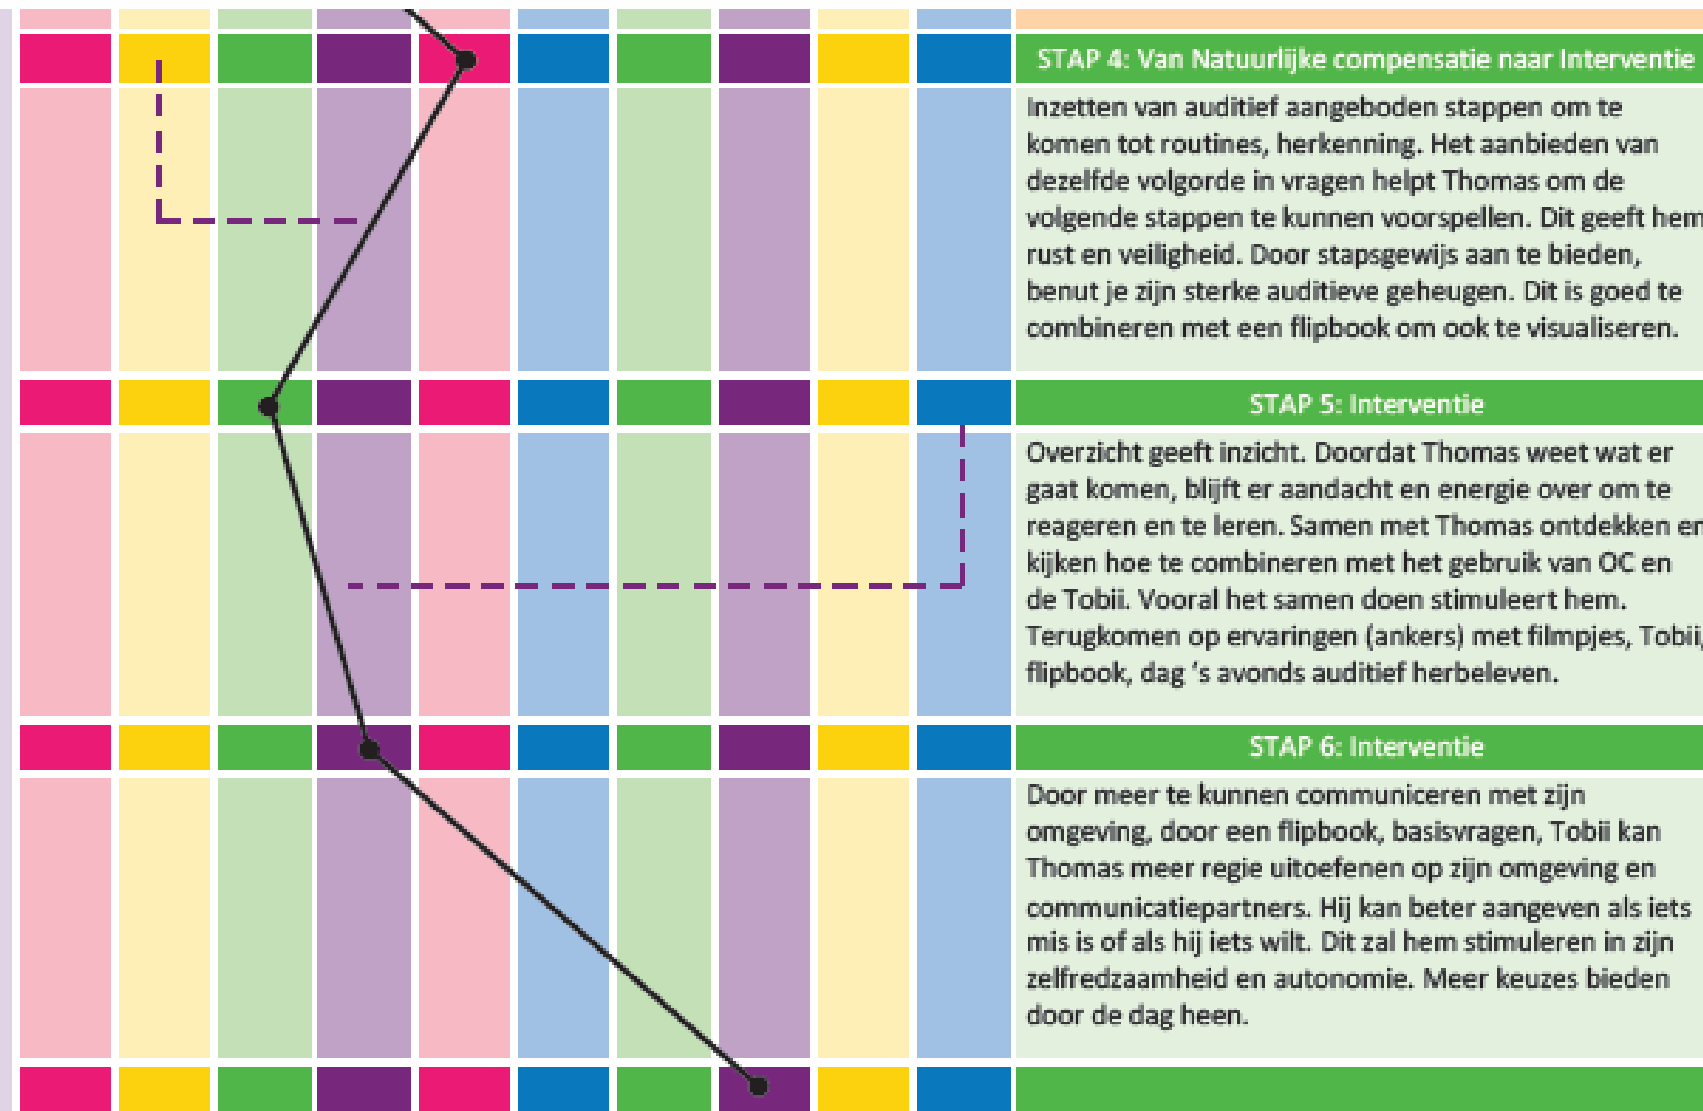 STAP 4: Van Natuurlijke compensatie naar Interventie
Inzetten van auditief aangeboden stappen om te
komen tot routines, herkenning. Het aanbieden van
dezelfde volgorde in vragen helpt Thomas om de
volgende stappen te kunnen voorspellen. Dit geeft hem
rust en veiligheid. Door stapsgewijs aan te bieden,
benut je zijn sterke auditieve geheugen. Dit is goed te
combineren met een flipbook om ook te visualiseren.
STAP 5: Interventie
Overzicht geeft inzicht. Doordat Thomas weet wat er
gaat komen, blijft er aandacht en energie over om te
reageren en te leren. Samen met Thomas ontdekken en
kijken hoe te combineren met het gebruik van OC en
de Tobii. Vooral het samen doen stimuleert hem.
Terugkomen op ervaringen (ankers) met filmpjes, Tobii,
flipbook, dag 's avonds auditief herbeleven.
STAP 6: Interventie
Door meer te kunnen communiceren met zijn
omgeving, door een flipbook, basisvragen, Tobii kan
Thomas meer regie uitoefenen op zijn omgeving en
communicatiepartners. Hij kan beter aangeven als iets
mis is of als hij iets wilt. Dit zal hem stimuleren in zijn
zelfredzaamheid en autonomie. Meer keuzes bieden
door de dag heen.